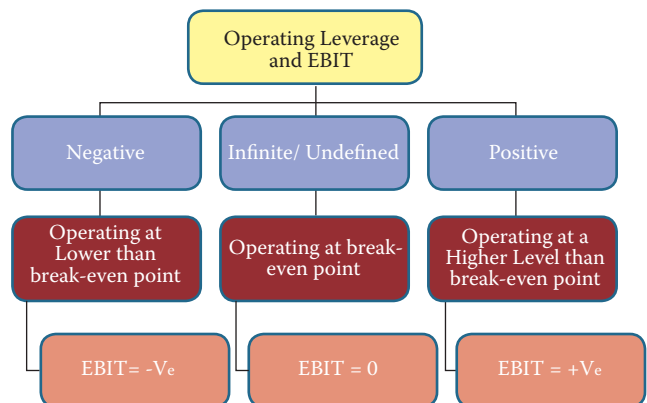 Operating Leverage
and EBIT
Negative
Infinite/ Undefined
Positive
Operating at
Lower than
break-even point
Operating at break-
even point
Operating at a
Higher Level than
break-even point
EBIT= -Ve
EBIT = 0
EBIT = +Ve